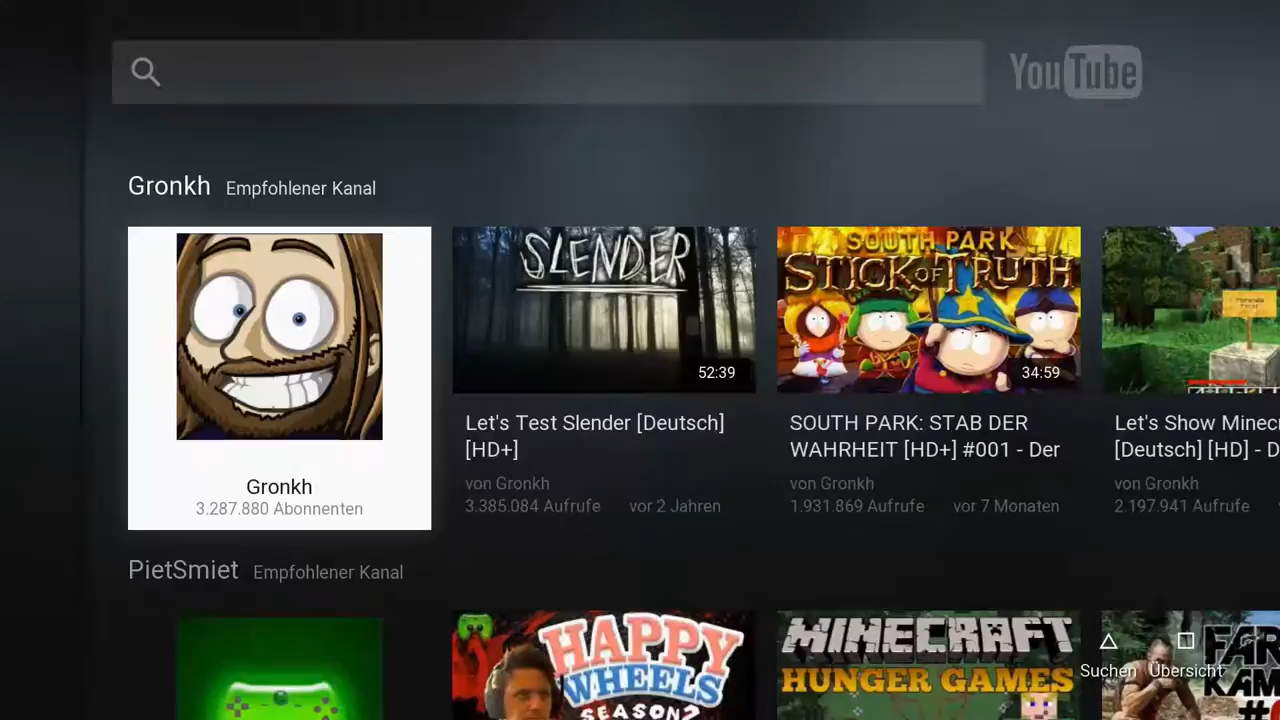 YouTube
Gronkh Empfohlener Kanal
SLENDER
52:39
SOUTH PARK
STICK OF TRUTH
34:59
Gronkh
3.287.880 Abonnenten
Let's Test Slender [Deutsch]
[HD+]
von Gronkh
3.385.084 Aufrufe vor 2 Jahren
SOUTH PARK: STAB DER
WAHRHEIT [HD+] #001 - Der
von Gronkh
1.931.869 Aufrufe vor 7 Monaten
Let's Show Minec
[Deutsch] [HD] - D
von Gronkh
2.197.941 Aufrufe
PietSmiet Empfohlener Kanal
HAPPY
WHEELS
SEASON 2
MINECRAFT
HUNGER GAMES
FAR
KAM
Suchen Übersicht